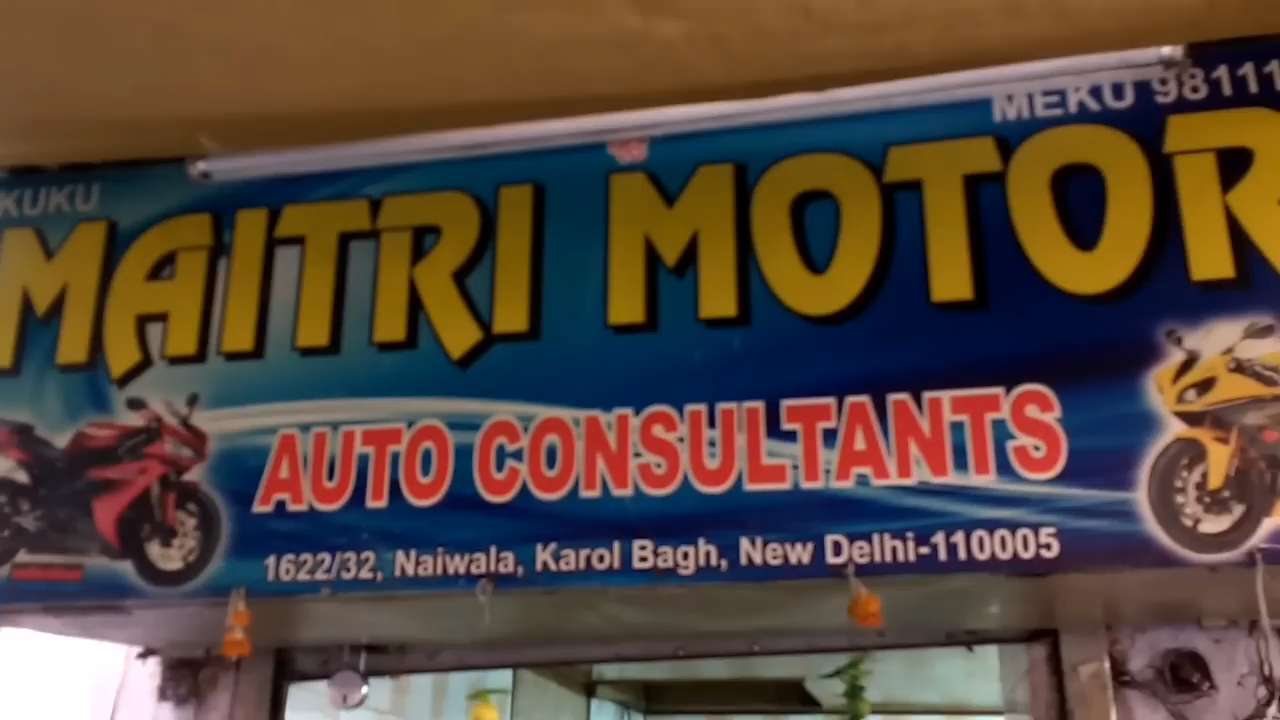 KUKU MEKU 98111
MAITRI MOTOR
AUTO CONSULTANTS
1622/32, Naiwala, Karol Bagh, New Delhi-110005